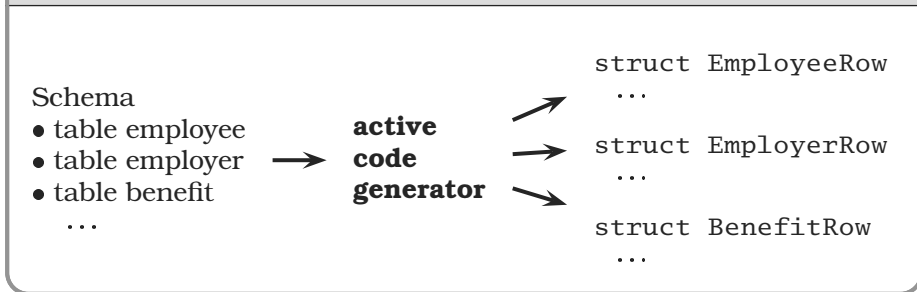 Schema
• table employee
• table employer
• table benefit
...
active
code
generator
struct EmployeeRow
...
struct EmployerRow
...
struct BenefitRow
...